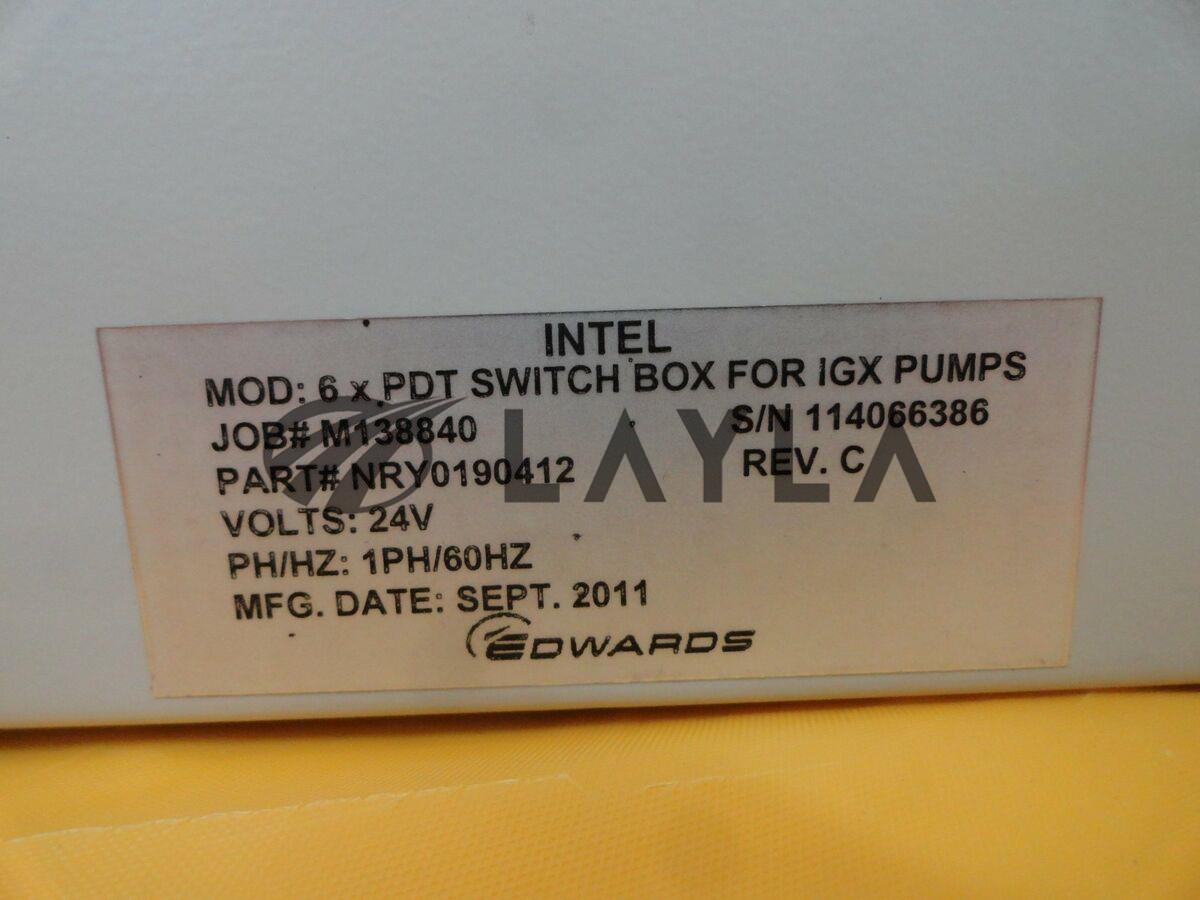 INTEL
MOD: 6 x PDT SWITCH BOX FOR IGX PUMPS
JOB# M138840 S/N 114066386
PART# NRY0190412 REV. C
LAYLA
VOLTS: 24V
PH/HZ: 1PH/60HZ
MFG. DATE: SEPT. 2011
EDWARDS